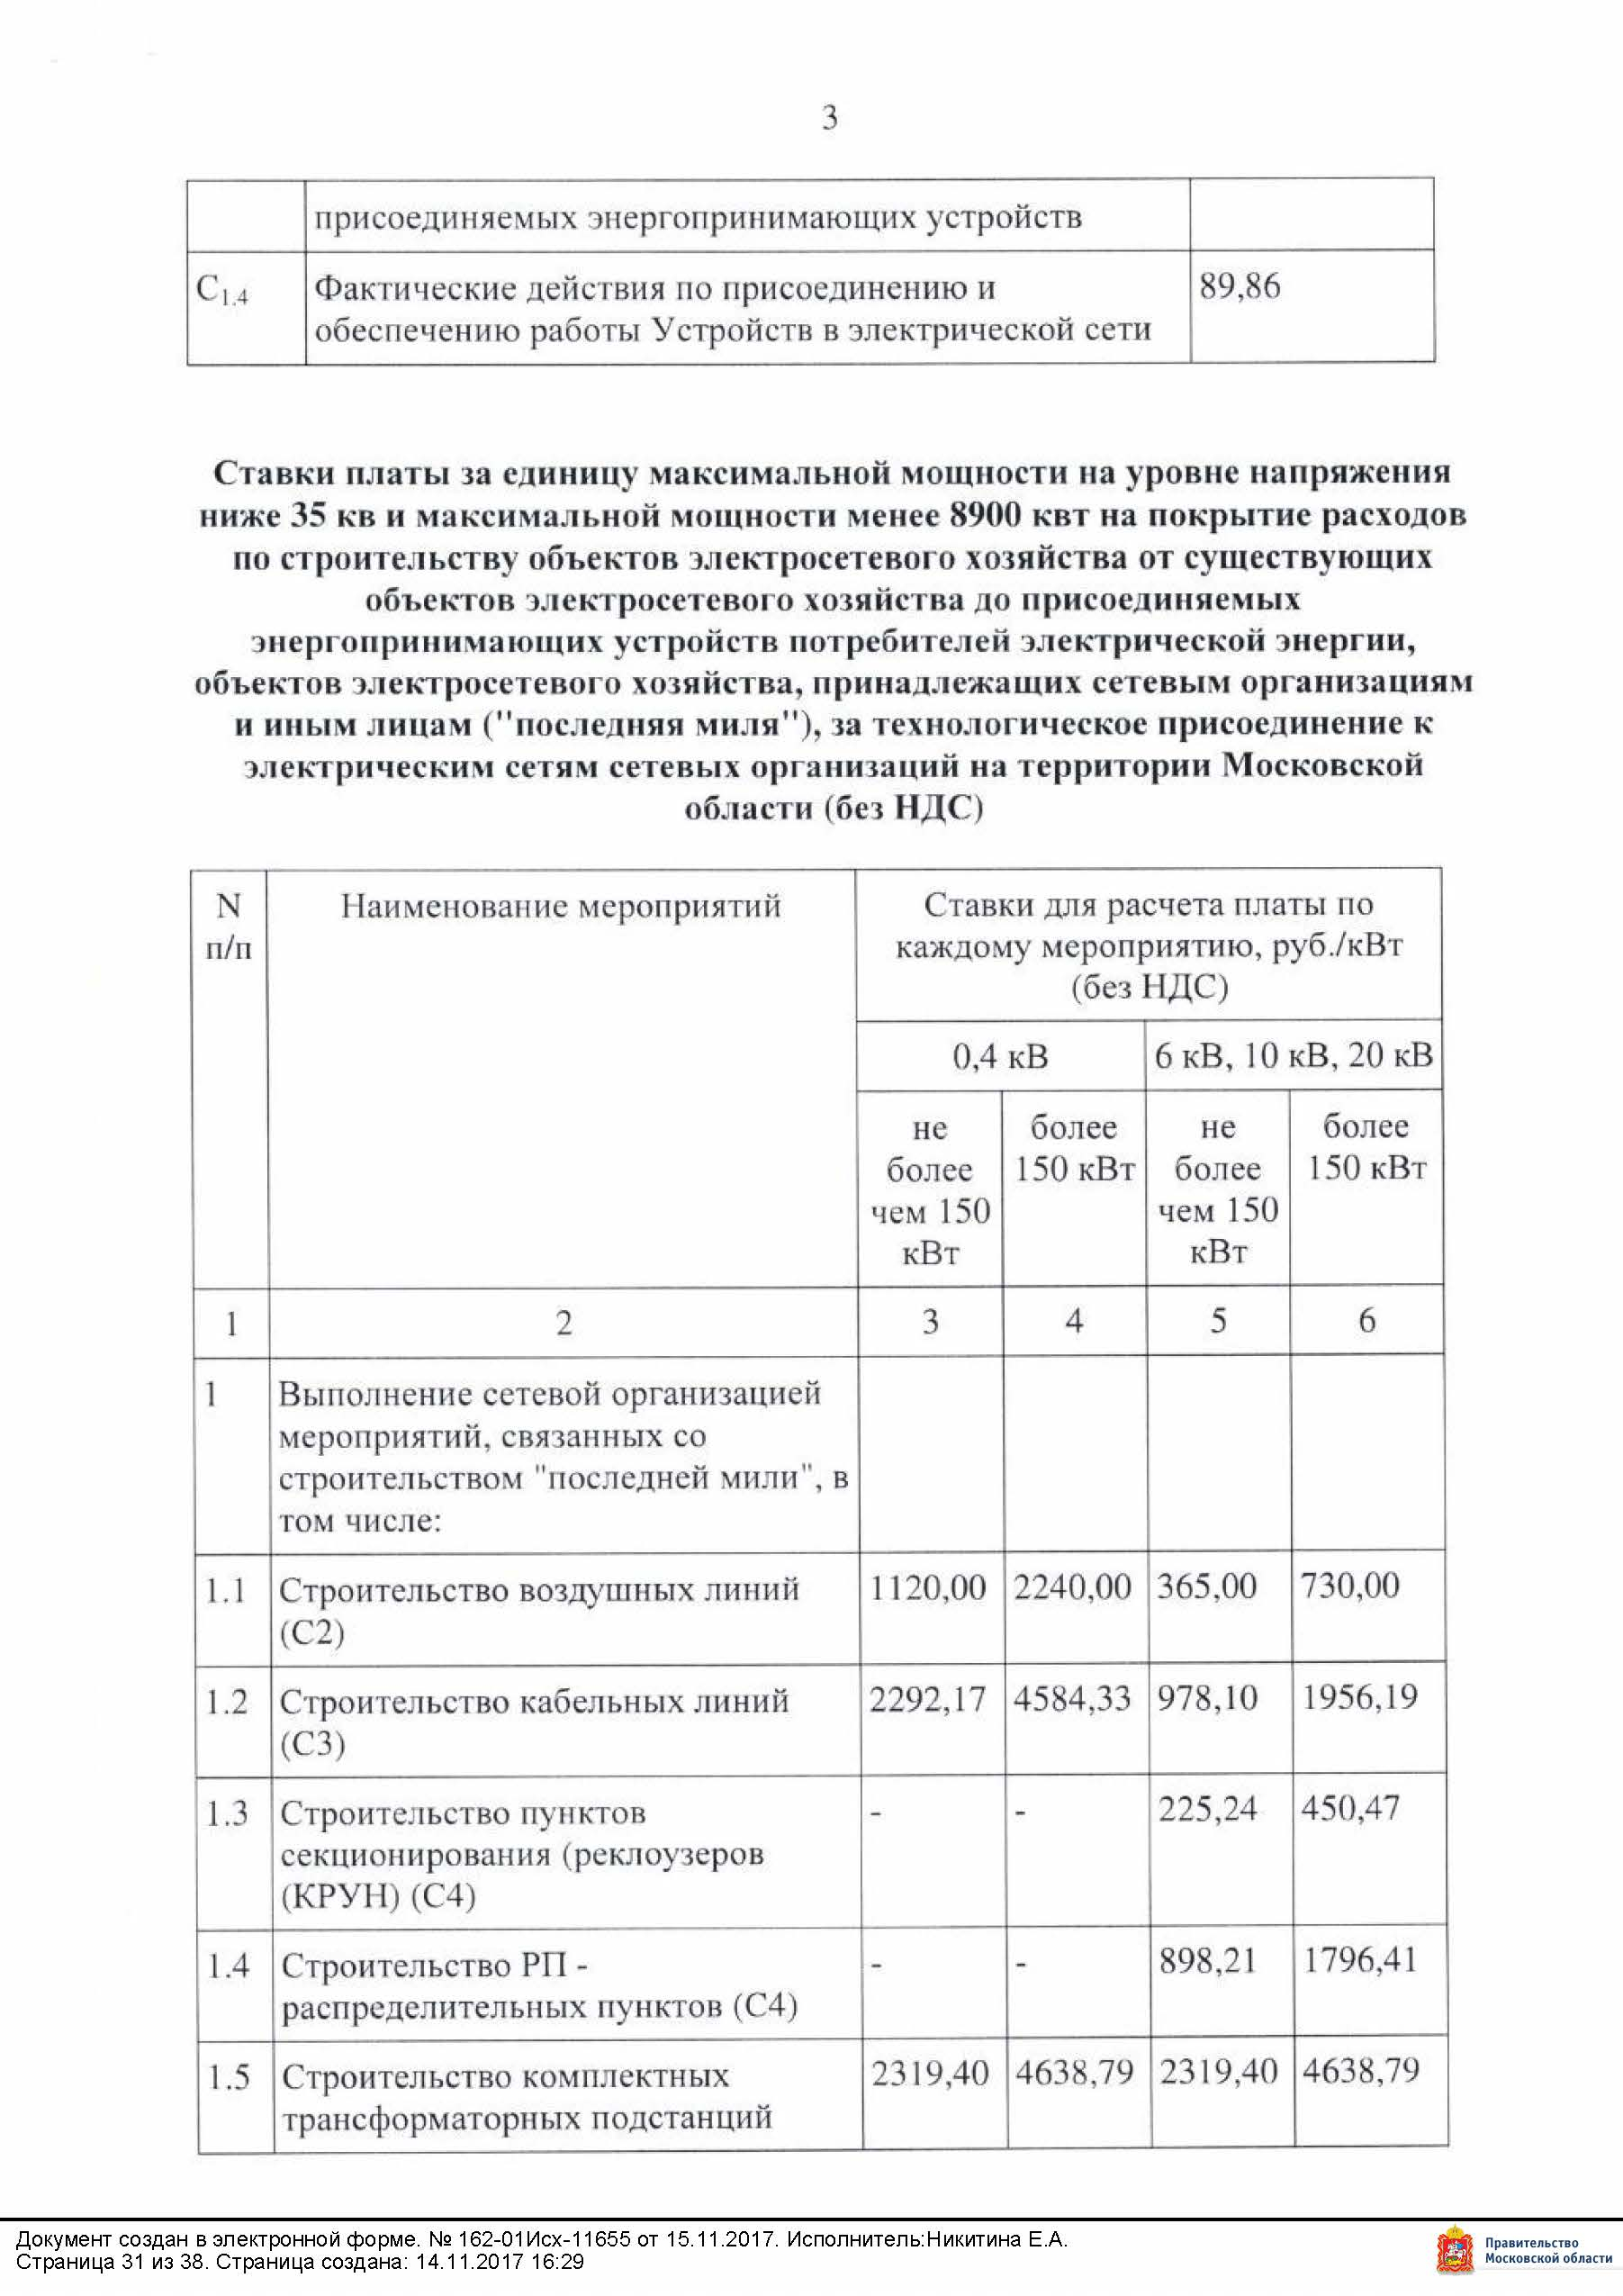 3
присоединяемых энергопринимающих устройств
С1.4 Фактические действия по присоединению и 89,86
обеспечению работы Устройств в электрической сети
Ставки платы за единицу максимальной мощности на уровне напряжения
ниже 35 кв и максимальной мощности менее 8900 квт на покрытие расходов
по строительству объектов электросетевого хозяйства от существующих
объектов электросетевого хозяйства до присоединяемых
энергопринимающих устройств потребителей электрической энергии,
объектов электросетевого хозяйства, принадлежащих сетевым организациям
и иным лицам ("последняя миля"), за технологическое присоединение к
электрическим сетям сетевых организаций на территории Московской
области (без НДС)
N
п/п
Наименование мероприятий
Ставки для расчета платы по
каждому мероприятию, руб./кВт
(без НДС)
0,4 кВ 6 кВ, 10 кВ, 20 кВ
не
более
чем 150
кВт
более
150 кВт
не
более
чем 150
кВт
более
150 кВт
1 2 3 4 5 6
1 Выполнение сетевой организацией
мероприятий, связанных со
строительством "последней мили", в
том числе:
1.1 Строительство воздушных линий 1120,00 2240,00 365,00 730,00
(С2)
1.2 Строительство кабельных линий 2292,17 4584,33 978,10 1956,19
(С3)
1.3 Строительство пунктов - - 225,24 450,47
секционирования (реклоузеров
(КРУН) (С4)
1.4 Строительство РП - - - 898,21 1796,41
распределительных пунктов (С4)
1.5 Строительство комплектных 2319,40 4638,79 2319,40 4638,79
трансформаторных подстанций
Документ создан в электронной форме. № 162-01Исх-11655 от 15.11.2017. Исполнитель:Никитина Е.А.
Страница 31 из 38. Страница создана: 14.11.2017 16:29
Правительство
Московской области